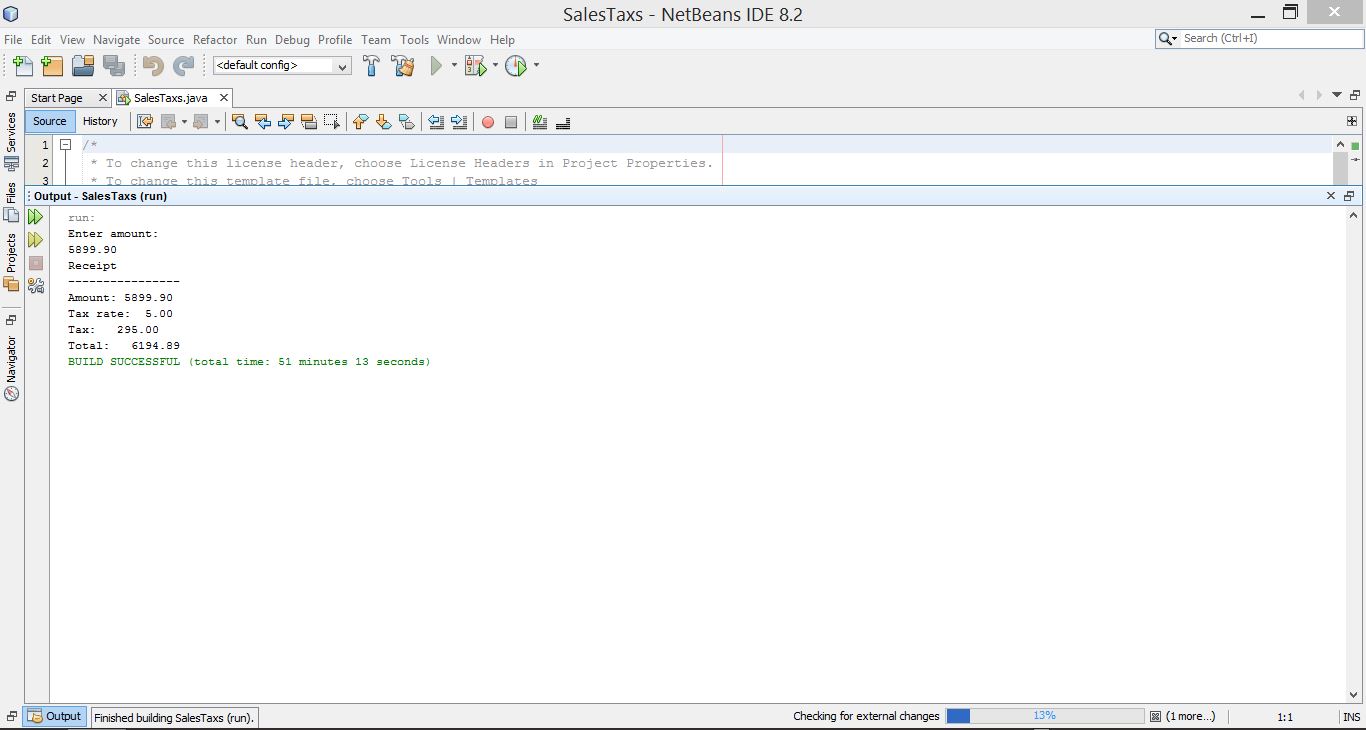 SalesTaxs - NetBeans IDE 8.2
File Edit View Navigate Source Refactor Run Debug Profile Team Tools Window Help
Search (Ctrl+I)
<default config>
Start Page
SalesTaxs.java
Source History
1 /*
2 * To change this license header, choose License Headers in Project Properties.
3 * To change this template file, choose Tools | Templates
Services
Files
Projects
Navigator
Output - SalesTaxs (run)
run:
Enter amount:
5899.90
Receipt
----------------
Amount: 5899.90
Tax rate:  5.00
Tax:   295.00
Total:   6194.89
BUILD SUCCESSFUL (total time: 51 minutes 13 seconds)
Output
Finished building SalesTaxs (run).
Checking for external changes
13%
(1 more...)
1:1
INS